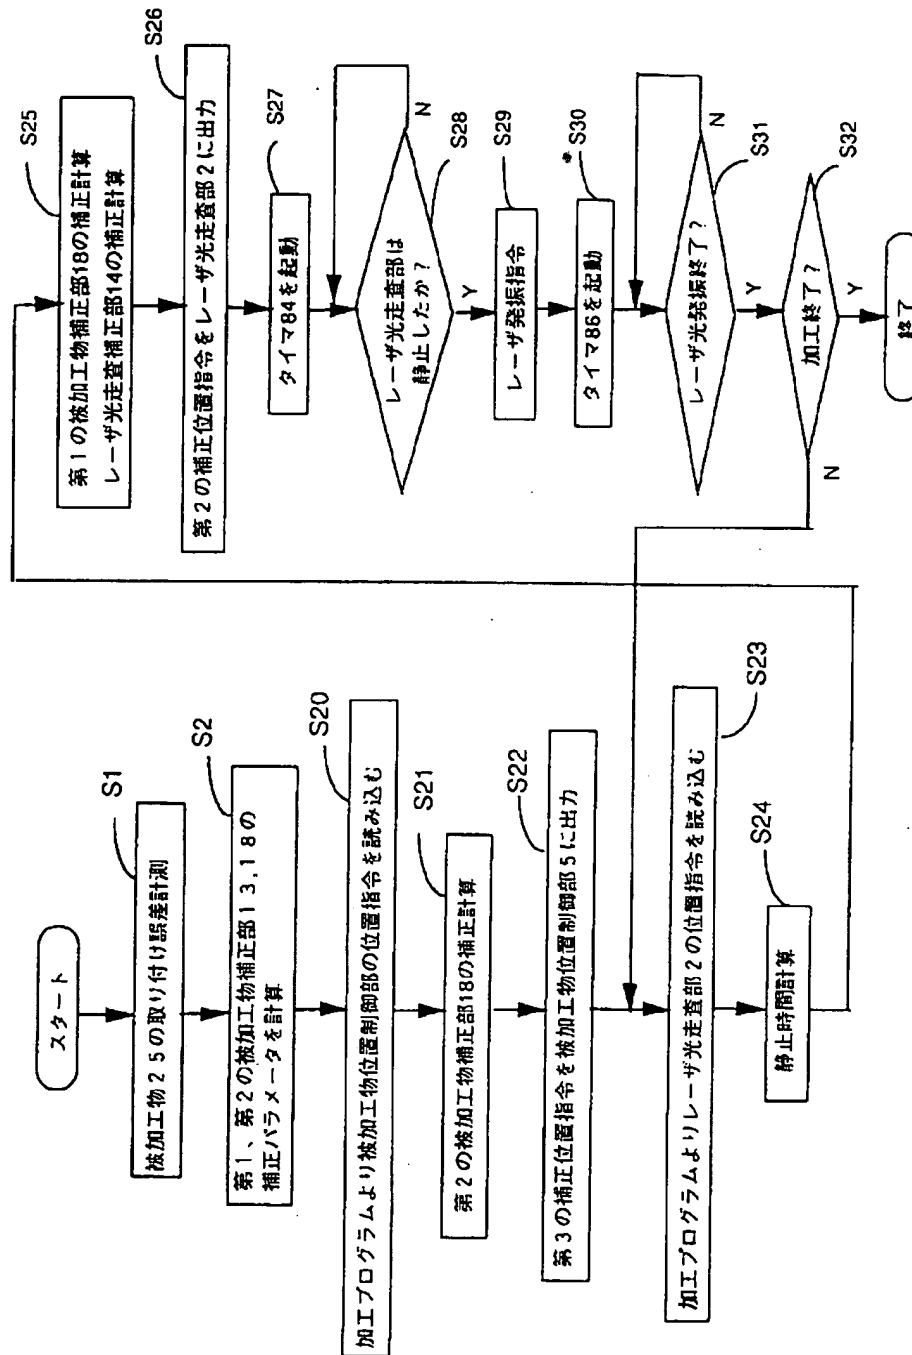 スタート
S1
被加工物25の取り付け誤差計測
S2
第1、第2の被加工物補正部13,18の
補正パラメータを計算
S20
加工プログラムより被加工物位置制御部の位置指令を読み込む
S21
第2の被加工物補正部18の補正計算
S22
第3の補正位置指令を被加工物位置制御部5に出力
S23
加工プログラムよりレーザ光走査部2の位置指令を読み込む
S24
静止時間計算
S25
第1の被加工物補正部18の補正計算
レーザ光走査補正部14の補正計算
S26
第2の補正位置指令をレーザ光走査部2に出力
S27
タイマ84を起動
S28
レーザ光走査部は
静止したか？
N
Y
S29
レーザ発振指令
S30
タイマ86を起動
S31
レーザ光発振終了？
N
Y
S32
加工終了？
N
Y
終了